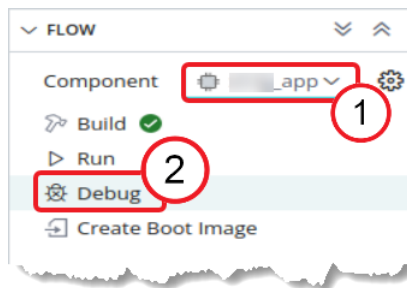 FLOW
Component _app
1
Build
2
Run
Debug
Create Boot Image